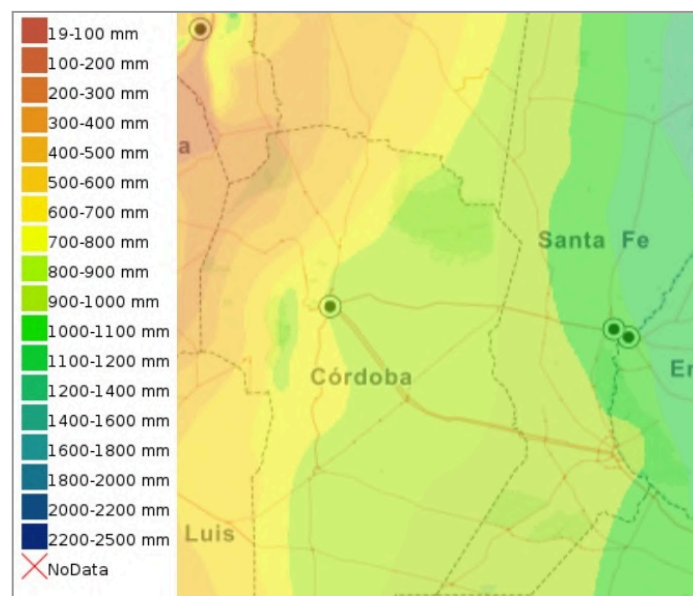 19-100 mm
100-200 mm
200-300 mm
300-400 mm
400-500 mm
500-600 mm
600-700 mm
700-800 mm
800-900 mm
900-1000 mm
1000-1100 mm
1100-1200 mm
1200-1400 mm
1400-1600 mm
1600-1800 mm
1800-2000 mm
2000-2200 mm
2200-2500 mm
NoData
a
Santa Fe
Córdoba
Er
Luis